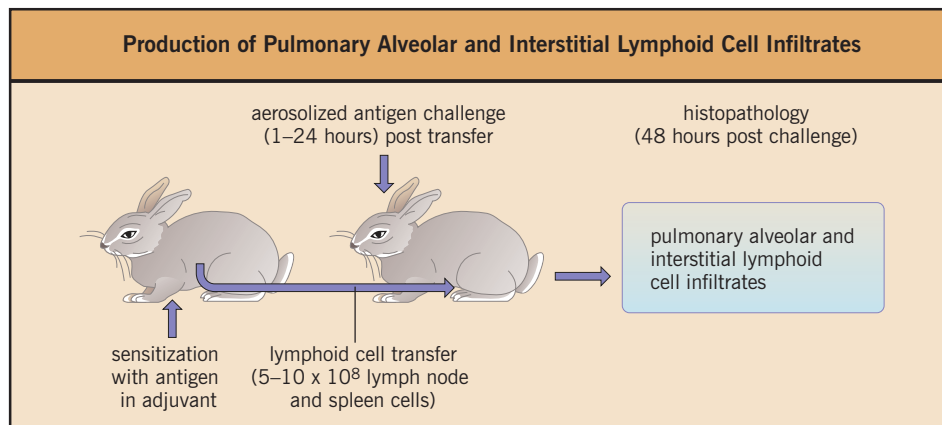 Production of Pulmonary Alveolar and Interstitial Lymphoid Cell Infiltrates
aerosolized antigen challenge
(1–24 hours) post transfer
histopathology
(48 hours post challenge)
pulmonary alveolar and
interstitial lymphoid
cell infiltrates
sensitization
with antigen
in adjuvant
lymphoid cell transfer
(5–10 x 10⁸ lymph node
and spleen cells)